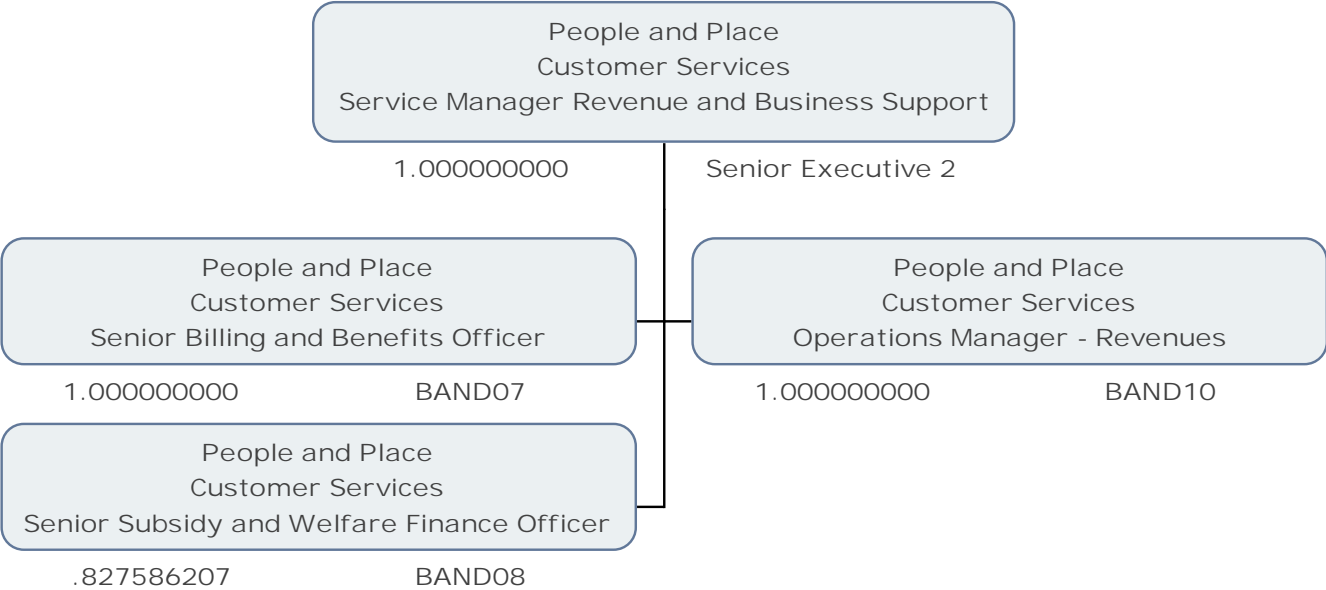 People and Place
Customer Services
Service Manager Revenue and Business Support
1.000000000 Senior Executive 2
People and Place
Customer Services
Senior Billing and Benefits Officer
1.000000000 BAND07
People and Place
Customer Services
Operations Manager - Revenues
1.000000000 BAND10
People and Place
Customer Services
Senior Subsidy and Welfare Finance Officer
.827586207 BAND08